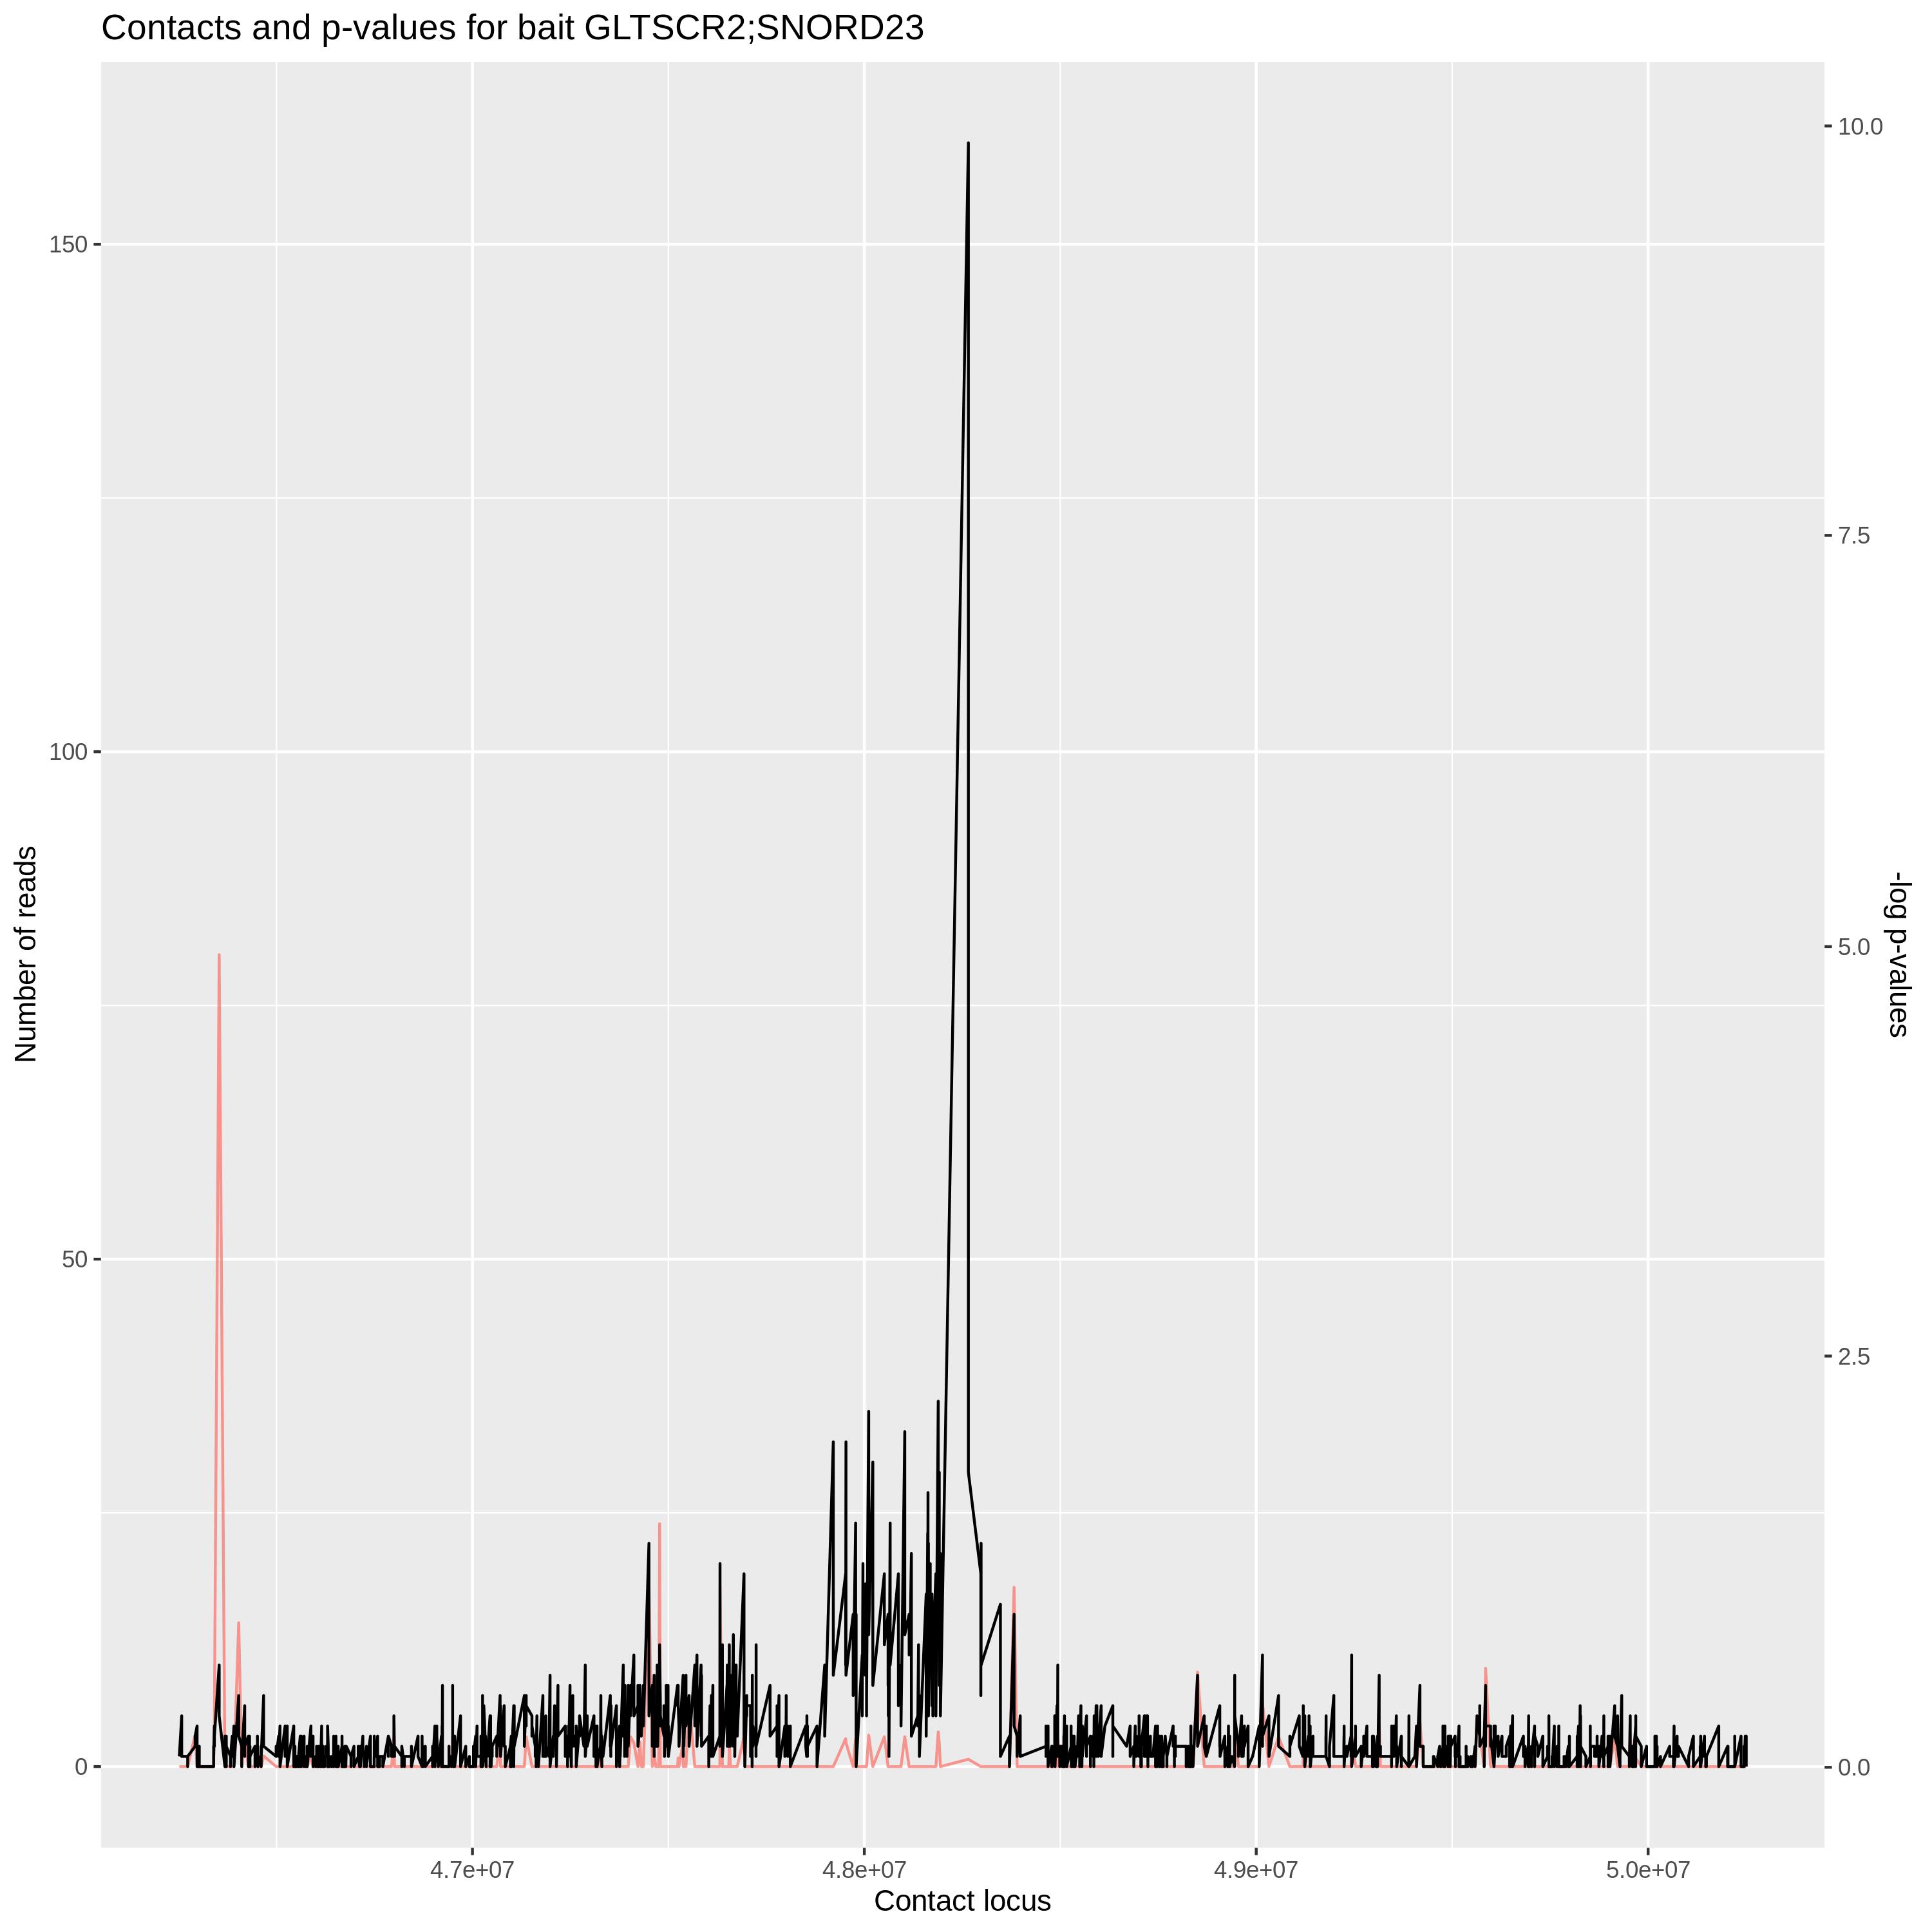 Contacts and p-values for bait GLTSCR2;SNORD23
150
100
50
0
Number of reads
10.0
7.5
5.0
2.5
0.0
-log p-values
4.7e+07
4.8e+07
4.9e+07
5.0e+07
Contact locus